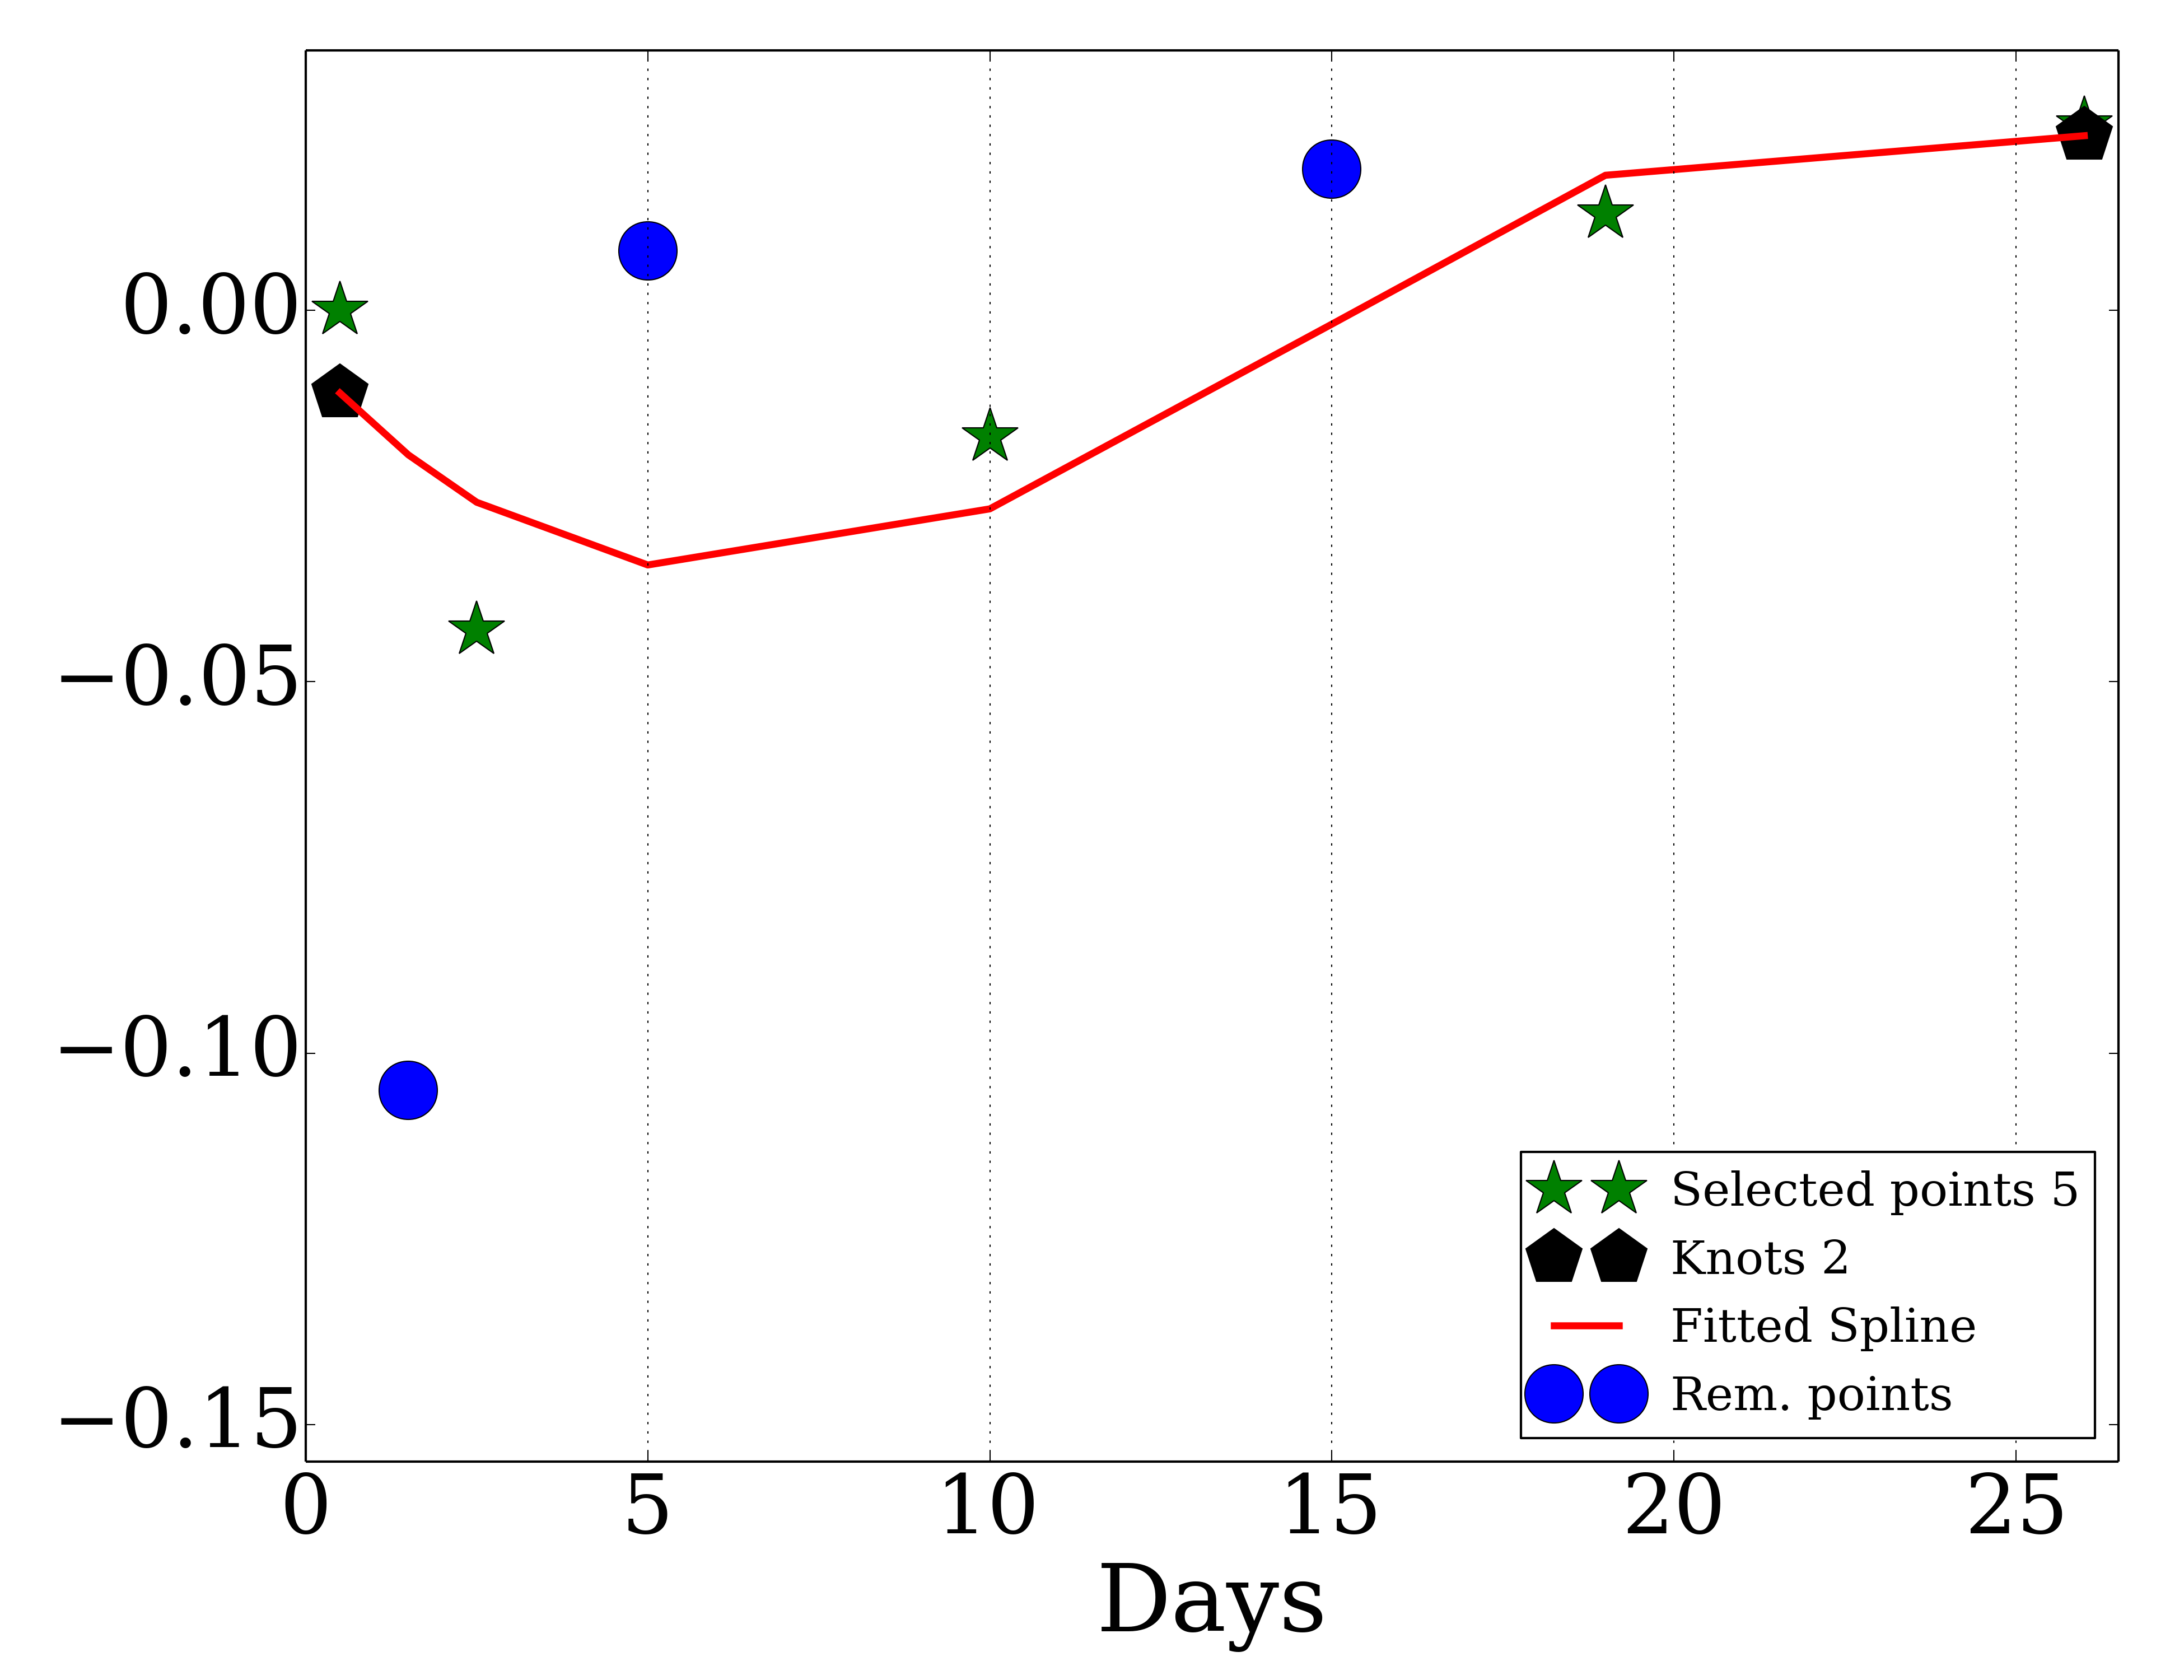 0.00
−0.05
−0.10
−0.15
0 5 10 15 20 25
Days
Selected points 5
Knots 2
Fitted Spline
Rem. points